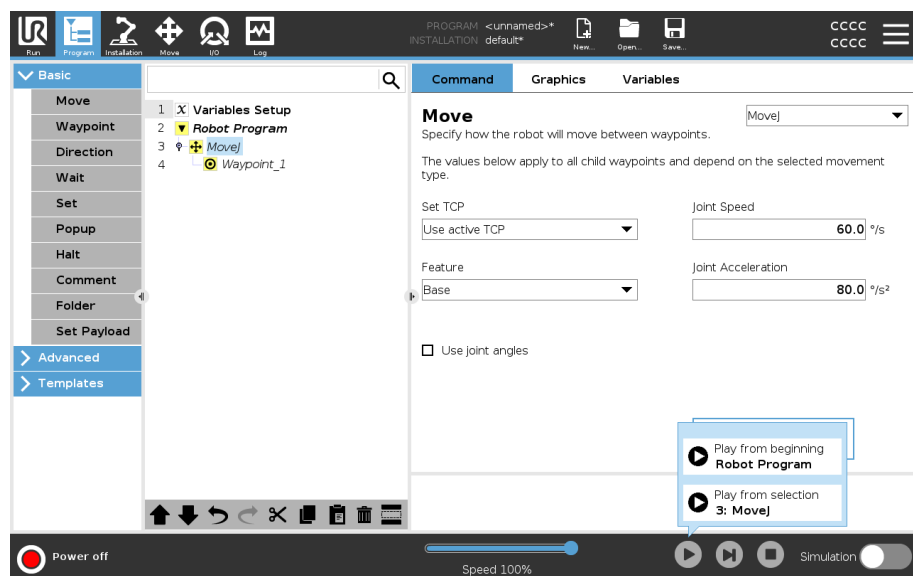 UR
Run
Program
Installation
Move
I/O
Log
PROGRAM <unnamed>*
INSTALLATION default*
New...
Open...
Save...
CCCC
CCCC
Basic
Move
Waypoint
Direction
Wait
Set
Popup
Halt
Comment
Folder
Set Payload
Advanced
Templates
1 X Variables Setup
2 Robot Program
3 MoveJ
4 Waypoint_1
Command Graphics Variables
Move
MoveJ
Specify how the robot will move between waypoints.
The values below apply to all child waypoints and depend on the selected movement
type.
Set TCP
Joint Speed
Use active TCP
60.0 °/s
Feature
Joint Acceleration
Base
80.0 °/s²
Use joint angles
Play from beginning
Robot Program
Play from selection
3: MoveJ
Power off
Speed 100%
Simulation